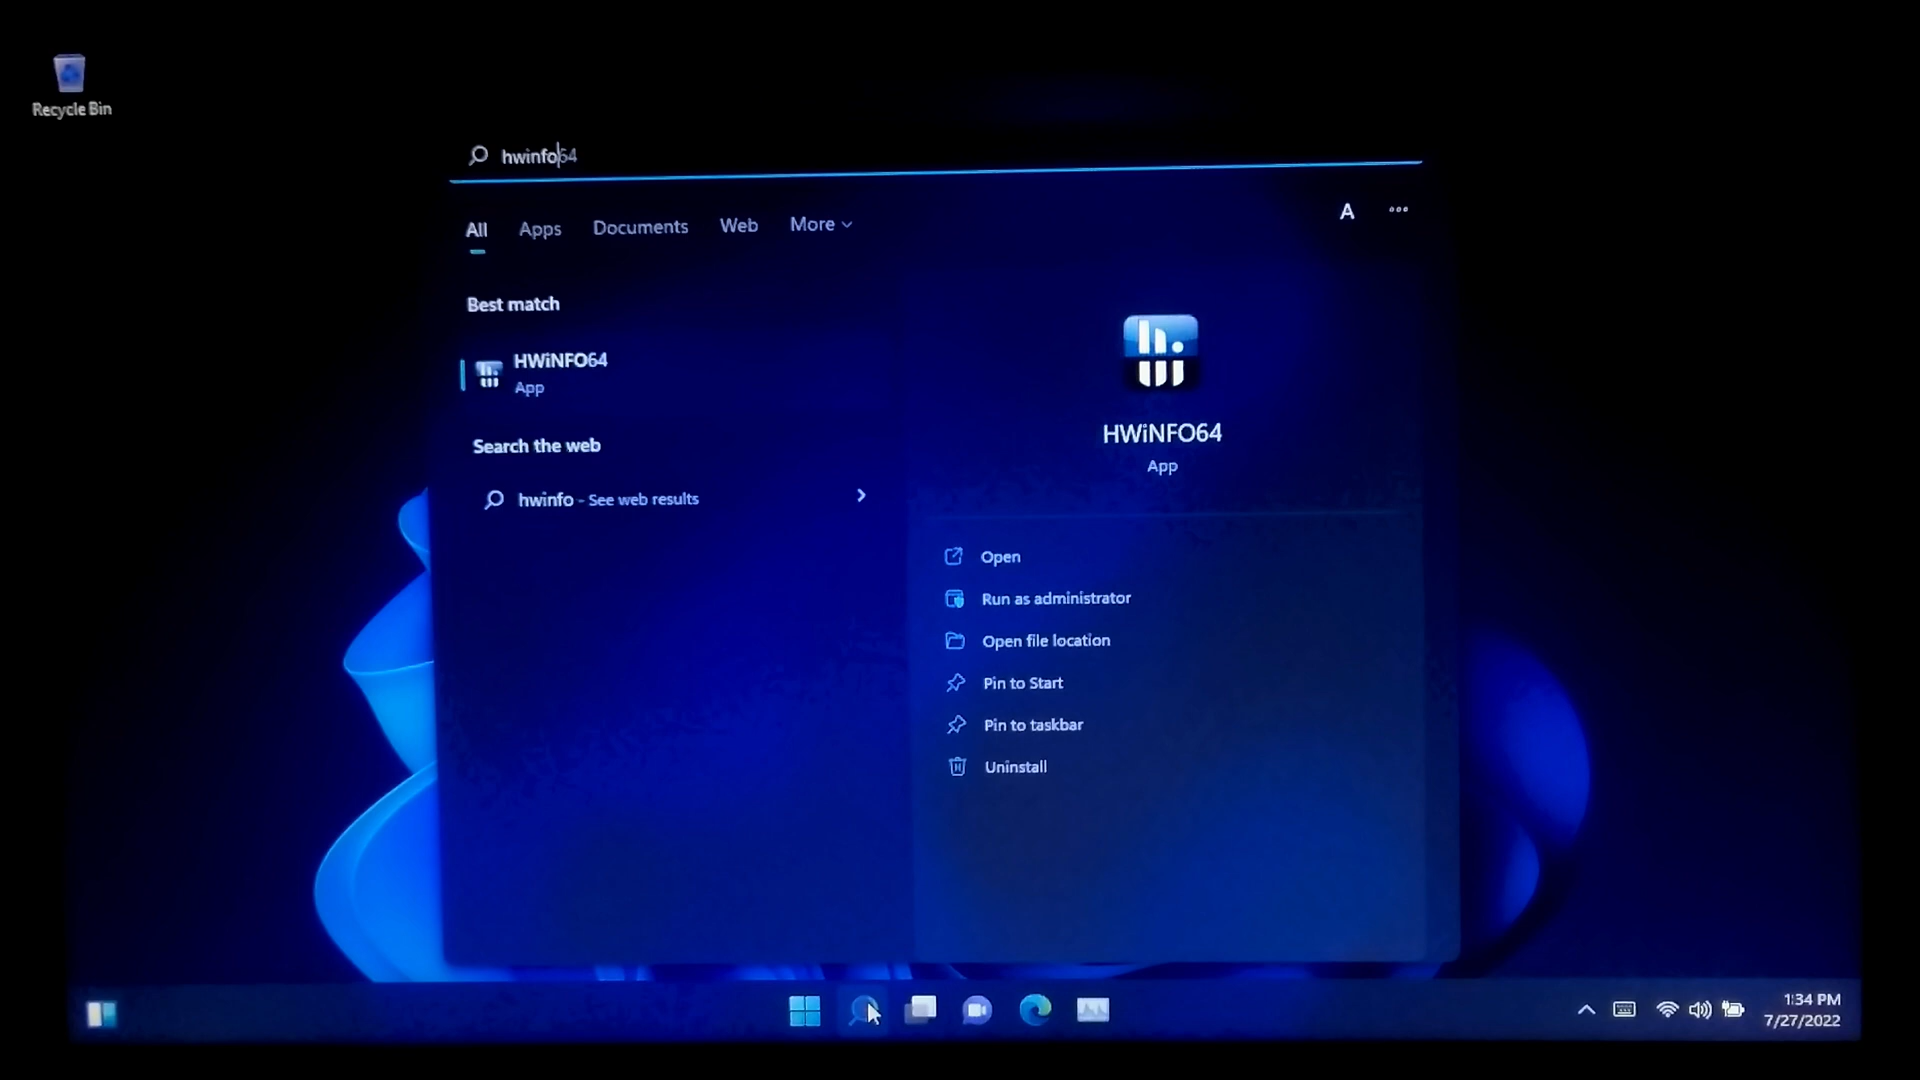 Recycle Bin
hwinfo64
All Apps Documents Web More
A
Best match
HWiNFO64
App
Search the web
hwinfo - See web results
HWiNFO64
App
Open
Run as administrator
Open file location
Pin to Start
Pin to taskbar
Uninstall
1:34 PM
7/27/2022